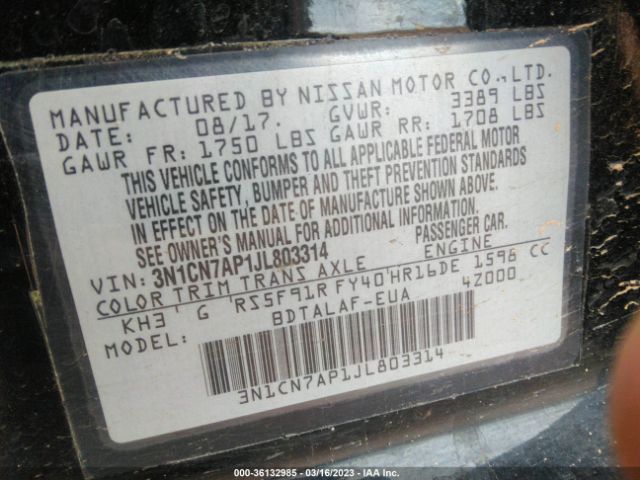 MANUFACTURED BY NISSAN MOTOR CO.,LTD.
DATE: 08/17. GVWR: 3389 LBS
GAWR FR: 1750 LBS GAWR RR: 1708 LBS
THIS VEHICLE CONFORMS TO ALL APPLICABLE FEDERAL MOTOR
VEHICLE SAFETY, BUMPER AND THEFT PREVENTION STANDARDS
IN EFFECT ON THE DATE OF MANUFACTURE SHOWN ABOVE.
SEE OWNER'S MANUAL FOR ADDITIONAL INFORMATION.
VIN: 3N1CN7AP1JL803314 PASSENGER CAR.
COLOR TRIM TRANS AXLE ENGINE
KH3 G RS5F91R FY40 HR16DE 1598 CC
MODEL: BDTALAF-EUA 4Z000
3N1CN7AP1JL803314
000-36132985 - 03/16/2023 - IAA Inc.